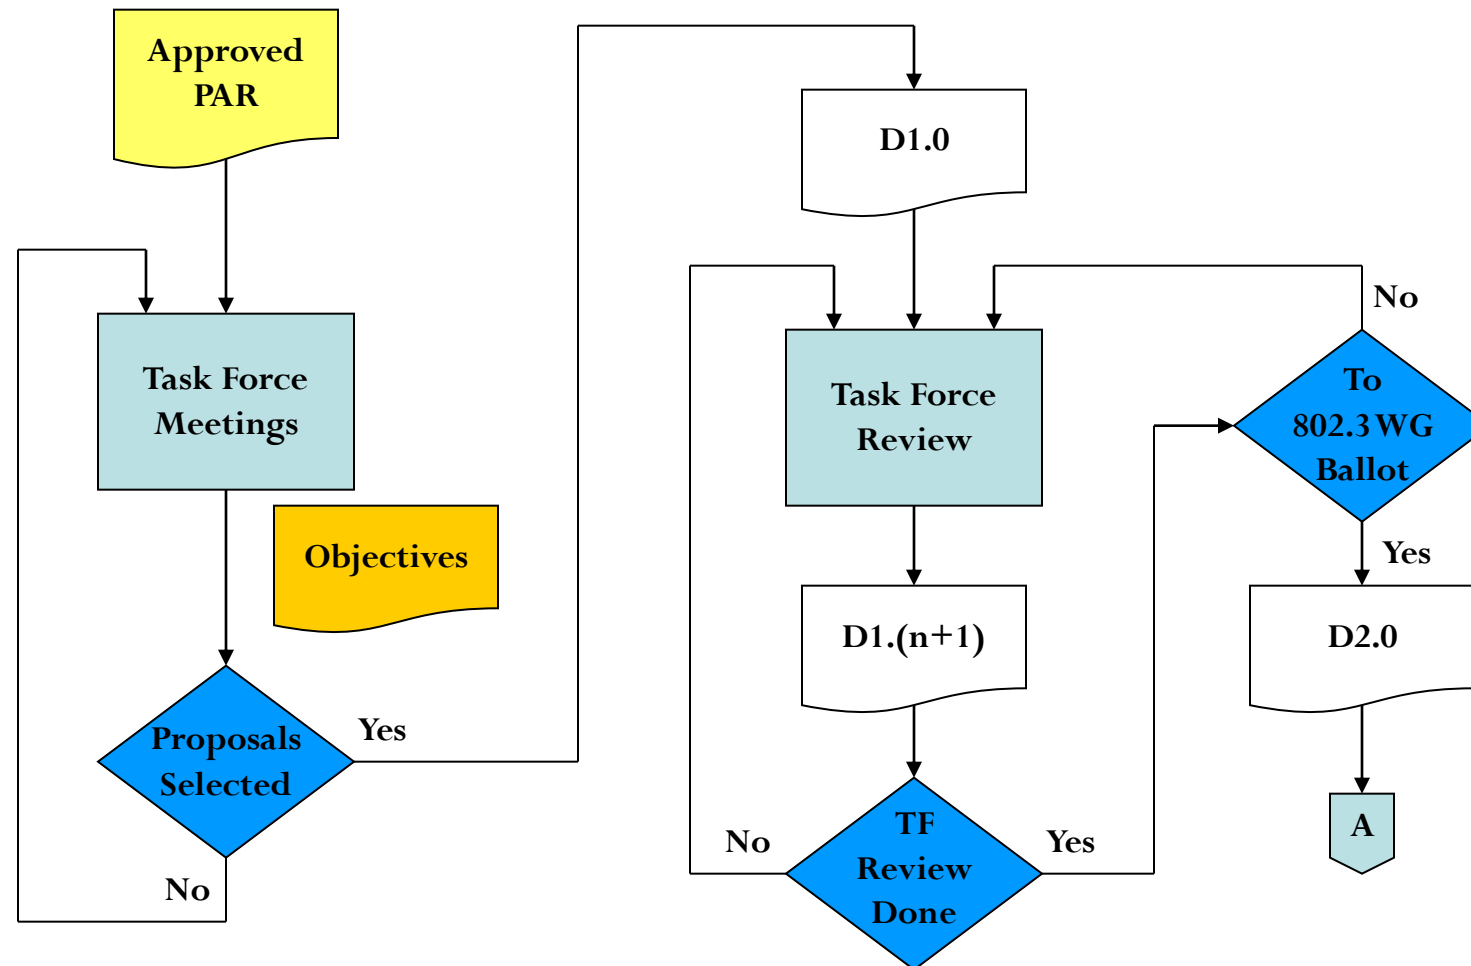 Approved
PAR
Task Force
Meetings
Objectives
Proposals
Selected
Yes
No
D1.0
Task Force
Review
D1.(n+1)
TF
Review
Done
No
Yes
To
802.3 WG
Ballot
No
Yes
D2.0
A